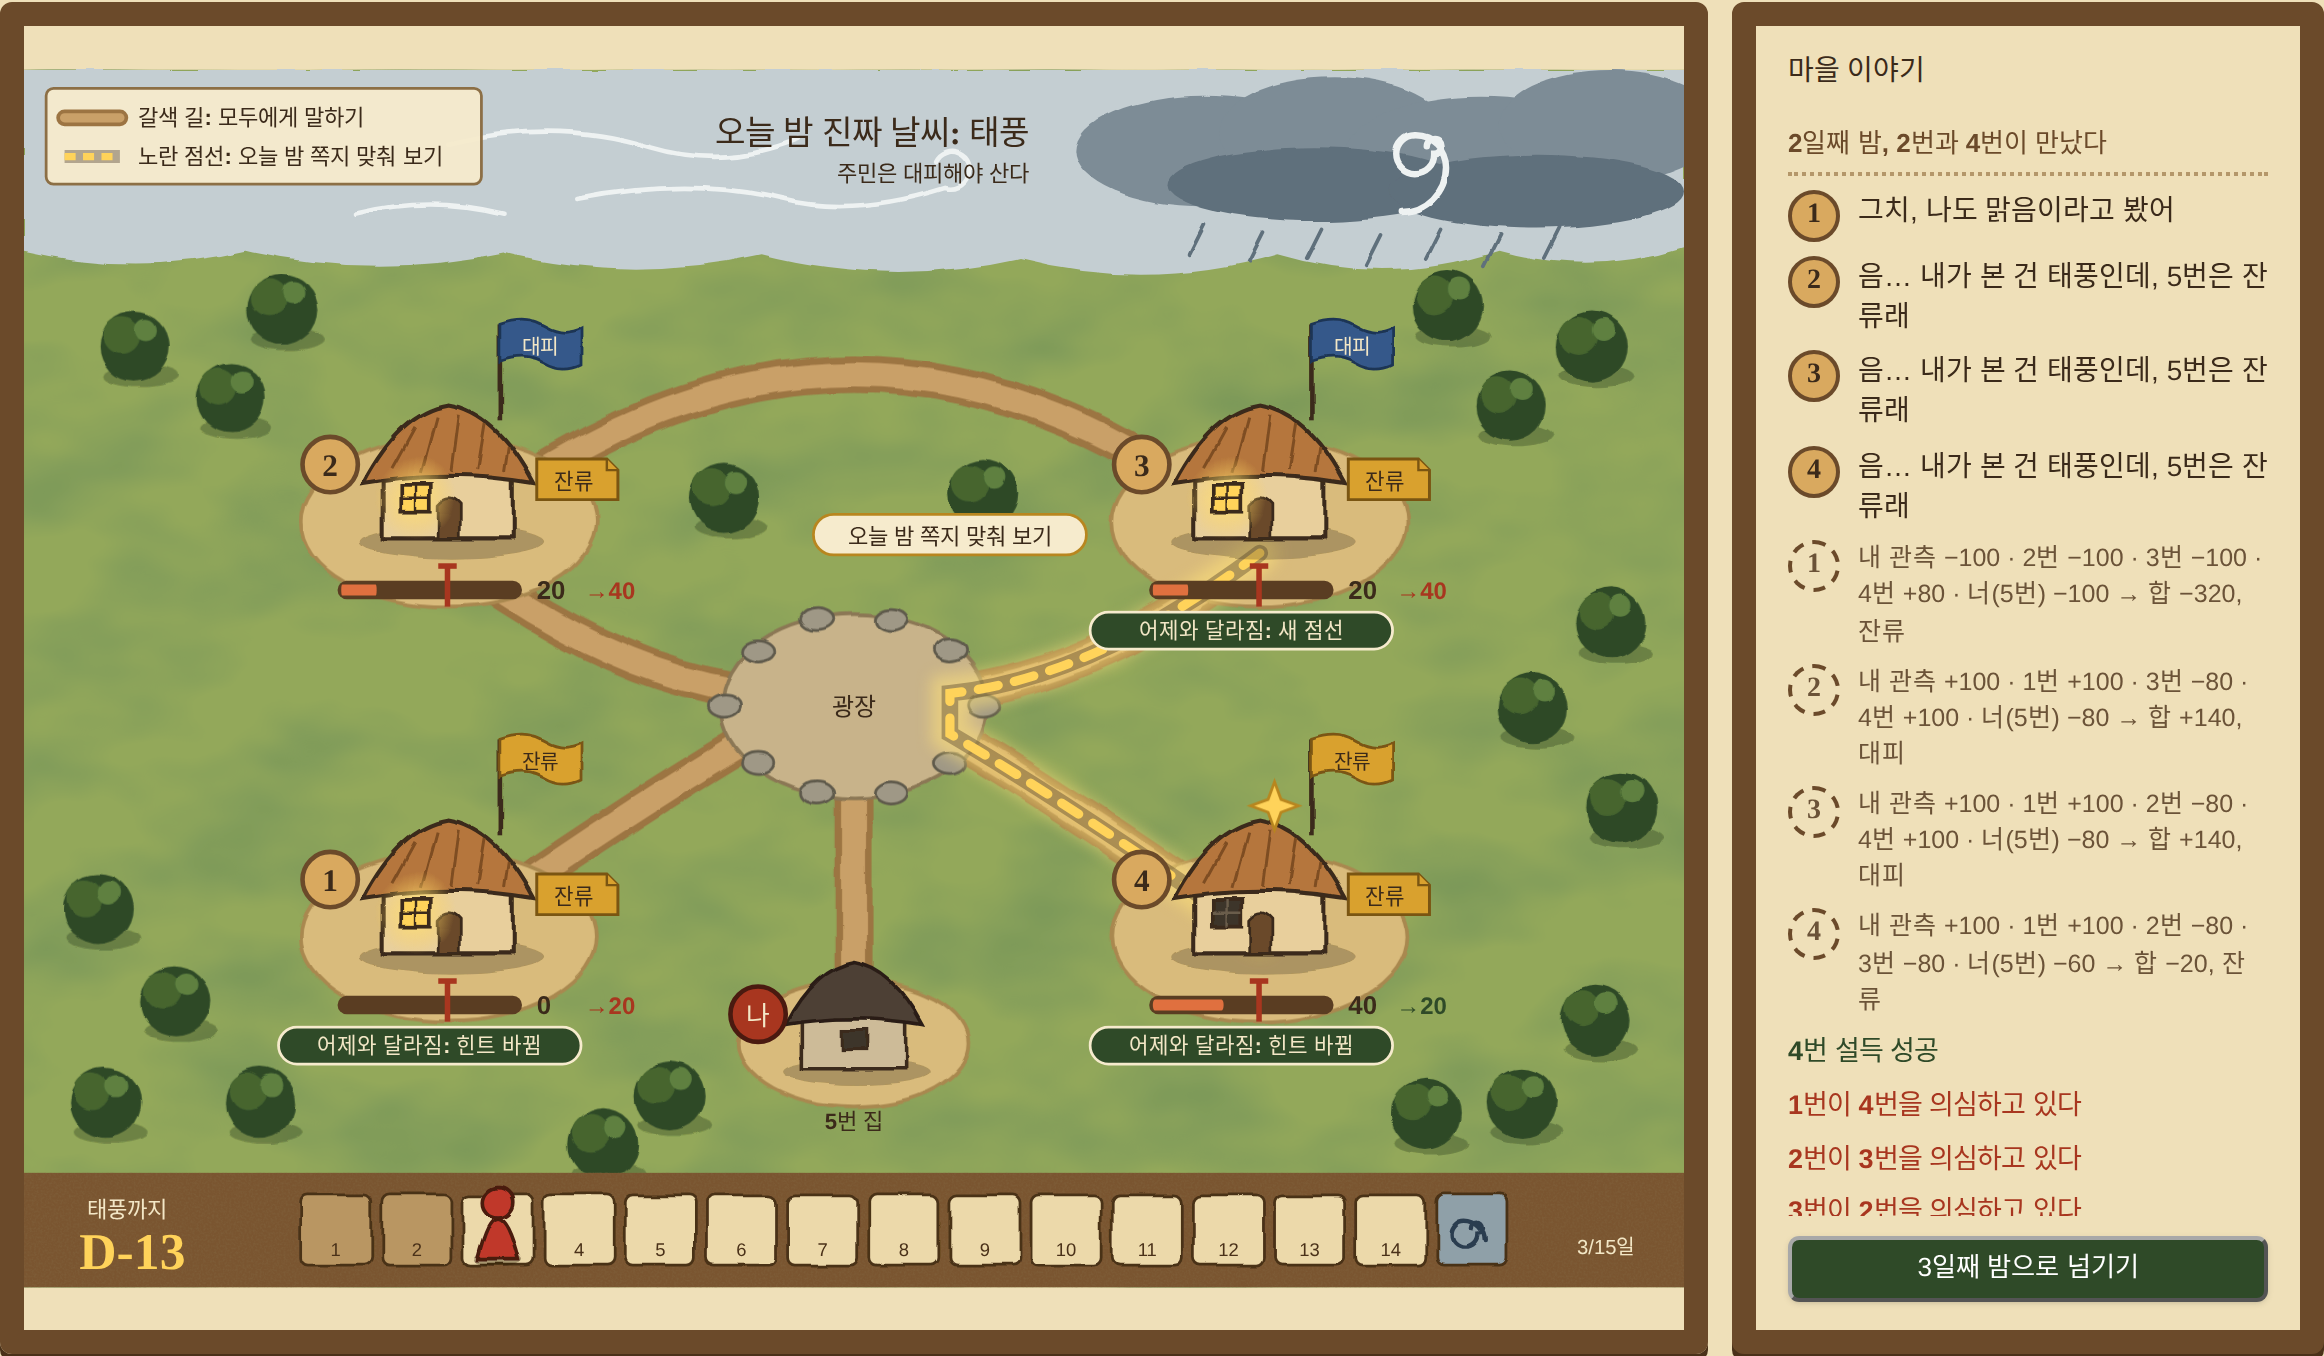 갈색 길: 모두에게 말하기
노란 점선: 오늘 밤 쪽지 맞춰 보기
오늘 밤 진짜 날씨: 태풍
주민은 대피해야 산다
대피
대피
2
잔류
3
잔류
오늘 밤 쪽지 맞춰 보기
20 →40
20 →40
어제와 달라짐: 새 점선
광장
잔류
잔류
1
잔류
4
잔류
0 →20
40 →20
나
어제와 달라짐: 힌트 바뀜
어제와 달라짐: 힌트 바뀜
5번 집
태풍까지
D-13
1 2 4 5 6 7 8 9 10 11 12 13 14
3/15일
마을 이야기
2일째 밤, 2번과 4번이 만났다
1 그치, 나도 맑음이라고 봤어
2 음… 내가 본 건 태풍인데, 5번은 잔
류래
3 음… 내가 본 건 태풍인데, 5번은 잔
류래
4 음… 내가 본 건 태풍인데, 5번은 잔
류래
1 내 관측 −100 · 2번 −100 · 3번 −100 ·
4번 +80 · 너(5번) −100 → 합 −320,
잔류
2 내 관측 +100 · 1번 +100 · 3번 −80 ·
4번 +100 · 너(5번) −80 → 합 +140,
대피
3 내 관측 +100 · 1번 +100 · 2번 −80 ·
4번 +100 · 너(5번) −80 → 합 +140,
대피
4 내 관측 +100 · 1번 +100 · 2번 −80 ·
3번 −80 · 너(5번) −60 → 합 −20, 잔
류
4번 설득 성공
1번이 4번을 의심하고 있다
2번이 3번을 의심하고 있다
3번이 2번을 의심하고 있다
3일째 밤으로 넘기기